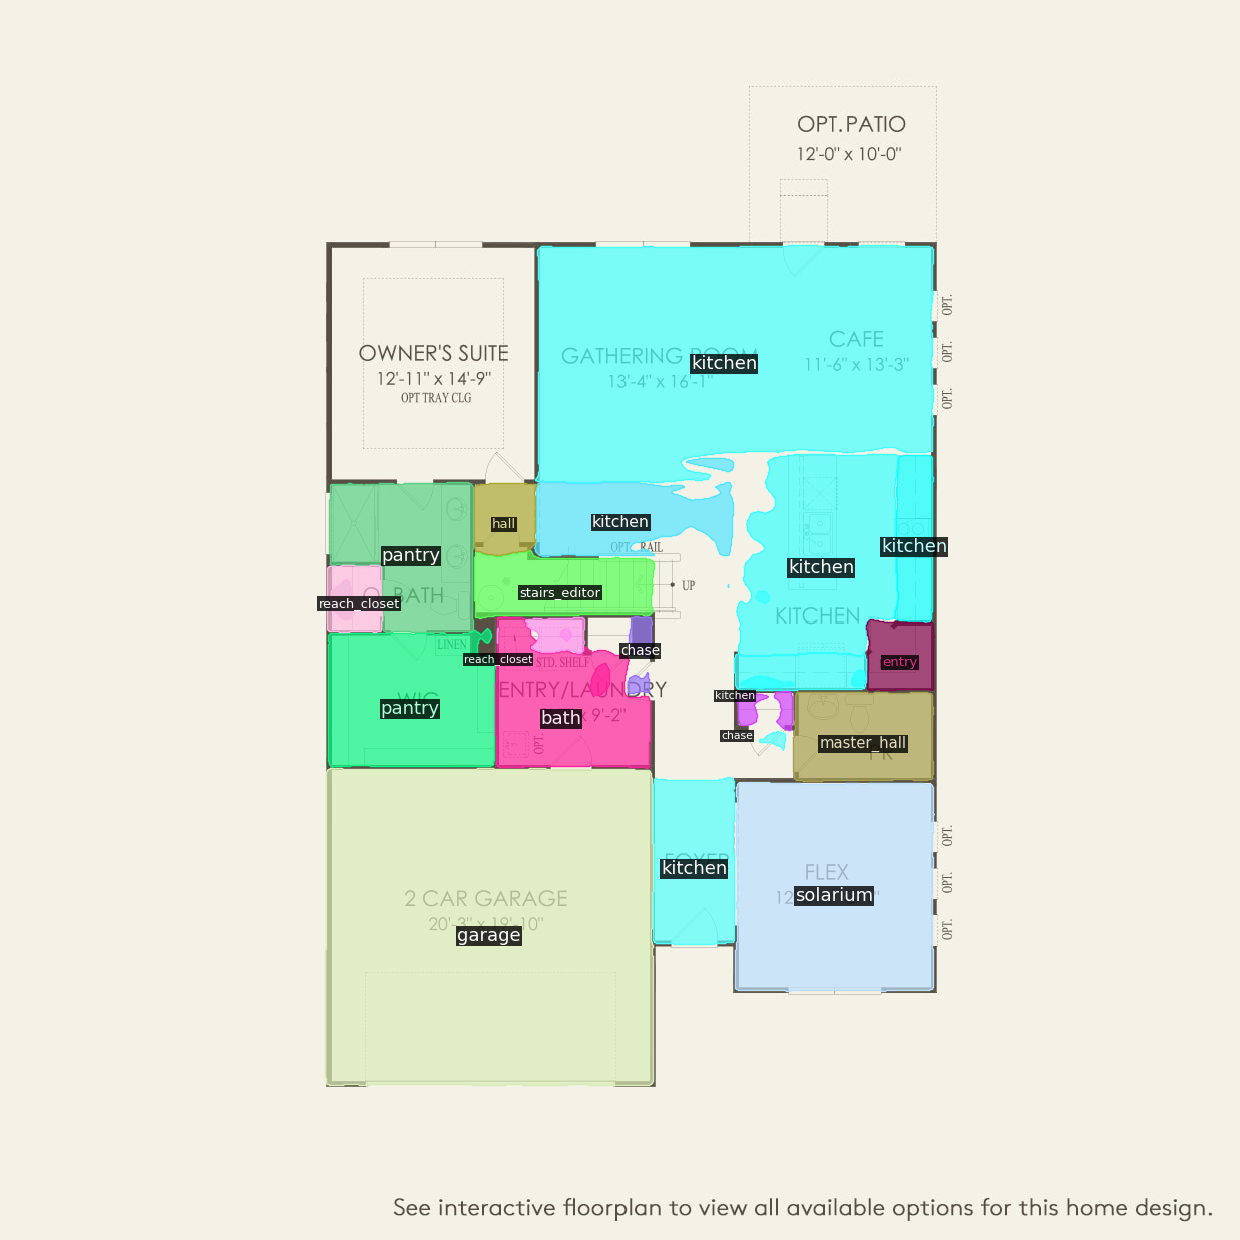 OPT.PATIO
12'-0" x 10'-0"
OPT.
OPT.
OPT.
OWNER'S SUITE
12'-11" x 14'-9"
OPT TRAY CLG
GATHERING ROOM
kitchen
13'-4" x 16'-1"
CAFE
11'-6" x 13'-3"
hall
kitchen
OPT. RAIL
pantry
kitchen
kitchen
stairs_editor
UP
BATH
reach_closet
KITCHEN
LINEN
chase
reach_closet
STD. SHELF
entry
ENTRY/LAUNDRY
WIC
kitchen
pantry
bath
x 9'-2"
OPT.
chase
master_hall
PR
OPT.
OPT.
OPT.
FOYER
kitchen
FLEX
solarium
2 CAR GARAGE
20'-3" x 19'-10"
garage
See interactive floorplan to view all available options for this home design.